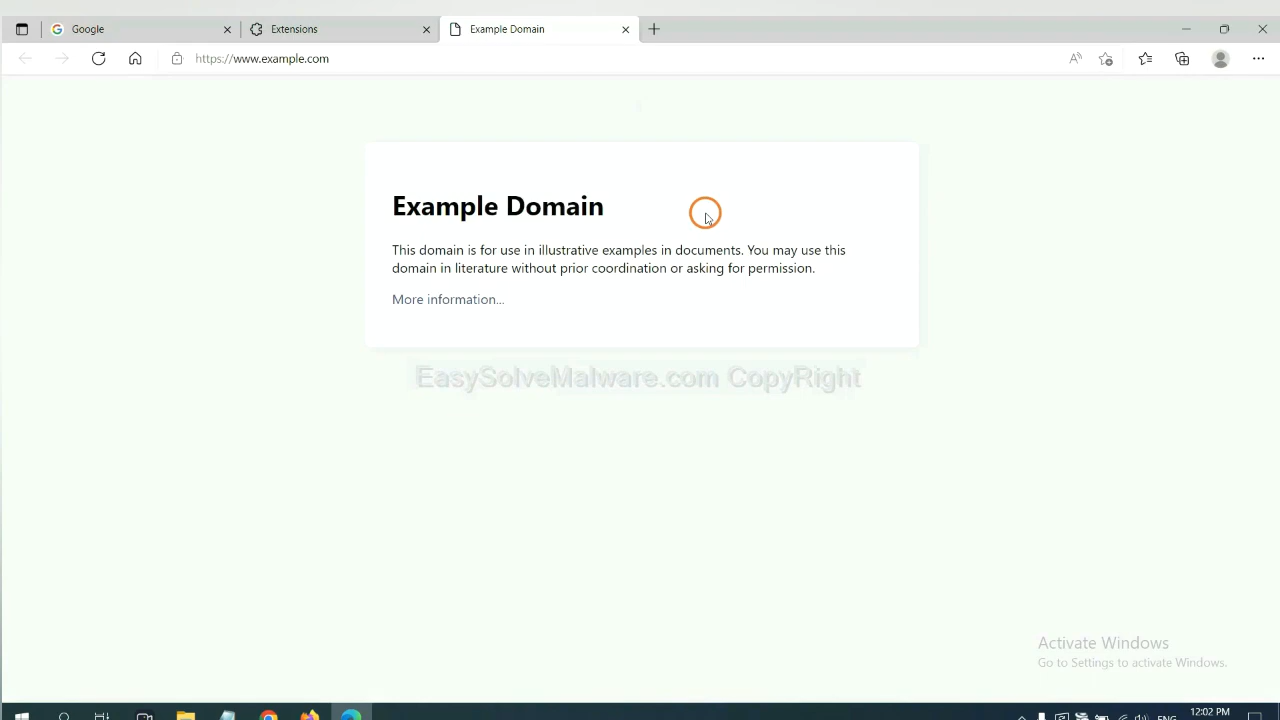 Google
Extensions
Example Domain
https://www.example.com
Example Domain
This domain is for use in illustrative examples in documents. You may use this
domain in literature without prior coordination or asking for permission.
More information...
EasySolveMalware.com CopyRight
Activate Windows
Go to Settings to activate Windows.
ENG
12:02 PM